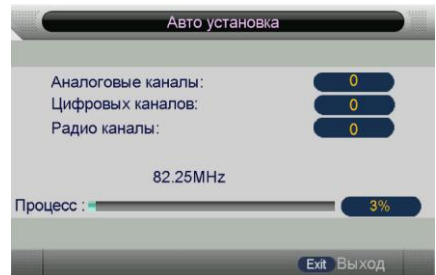 Авто установка
Аналоговые каналы: 0
Цифровых каналов: 0
Радио каналы: 0
82.25MHz
Процесс : 3%
Exit Выход